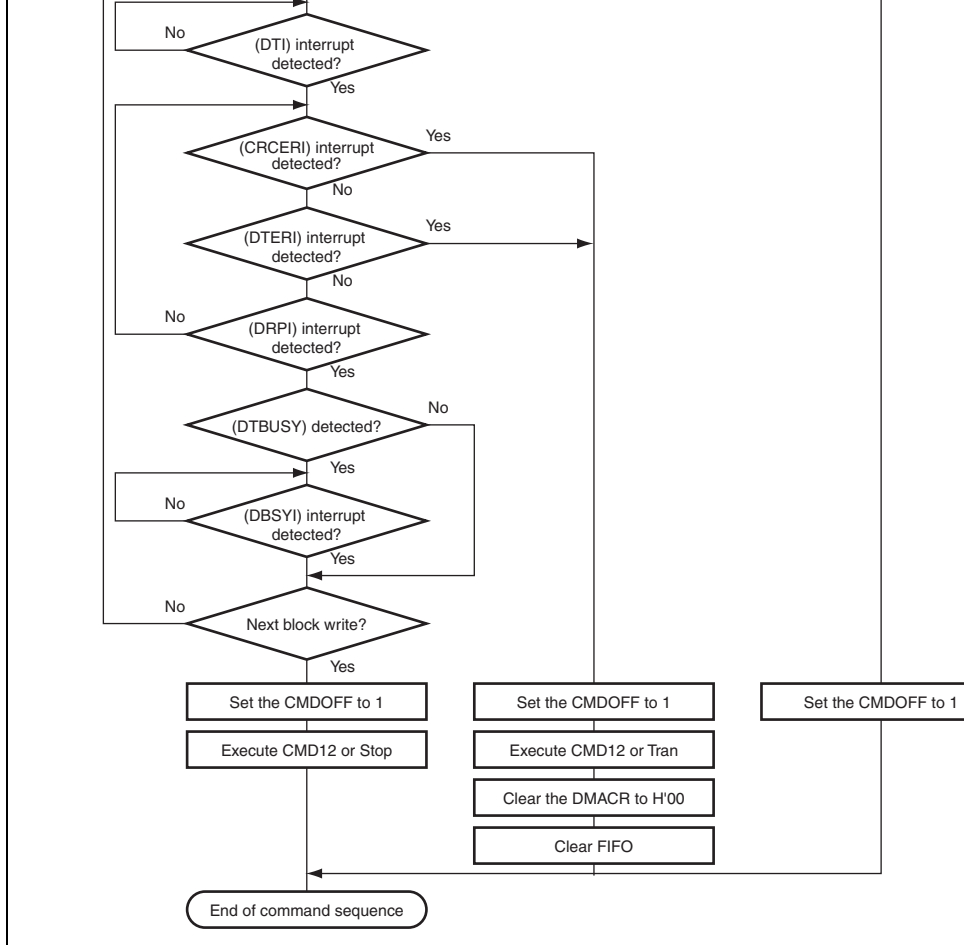 No
(DTI) interrupt
detected?
Yes
(CRCERI) interrupt
detected?
Yes
No
(DTERI) interrupt
detected?
Yes
No
No
(DRPI) interrupt
detected?
Yes
(DTBUSY) detected?
No
Yes
No
(DBSYI) interrupt
detected?
Yes
No
Next block write?
Yes
Set the CMDOFF to 1
Set the CMDOFF to 1
Set the CMDOFF to 1
Execute CMD12 or Stop
Execute CMD12 or Tran
Clear the DMACR to H'00
Clear FIFO
End of command sequence